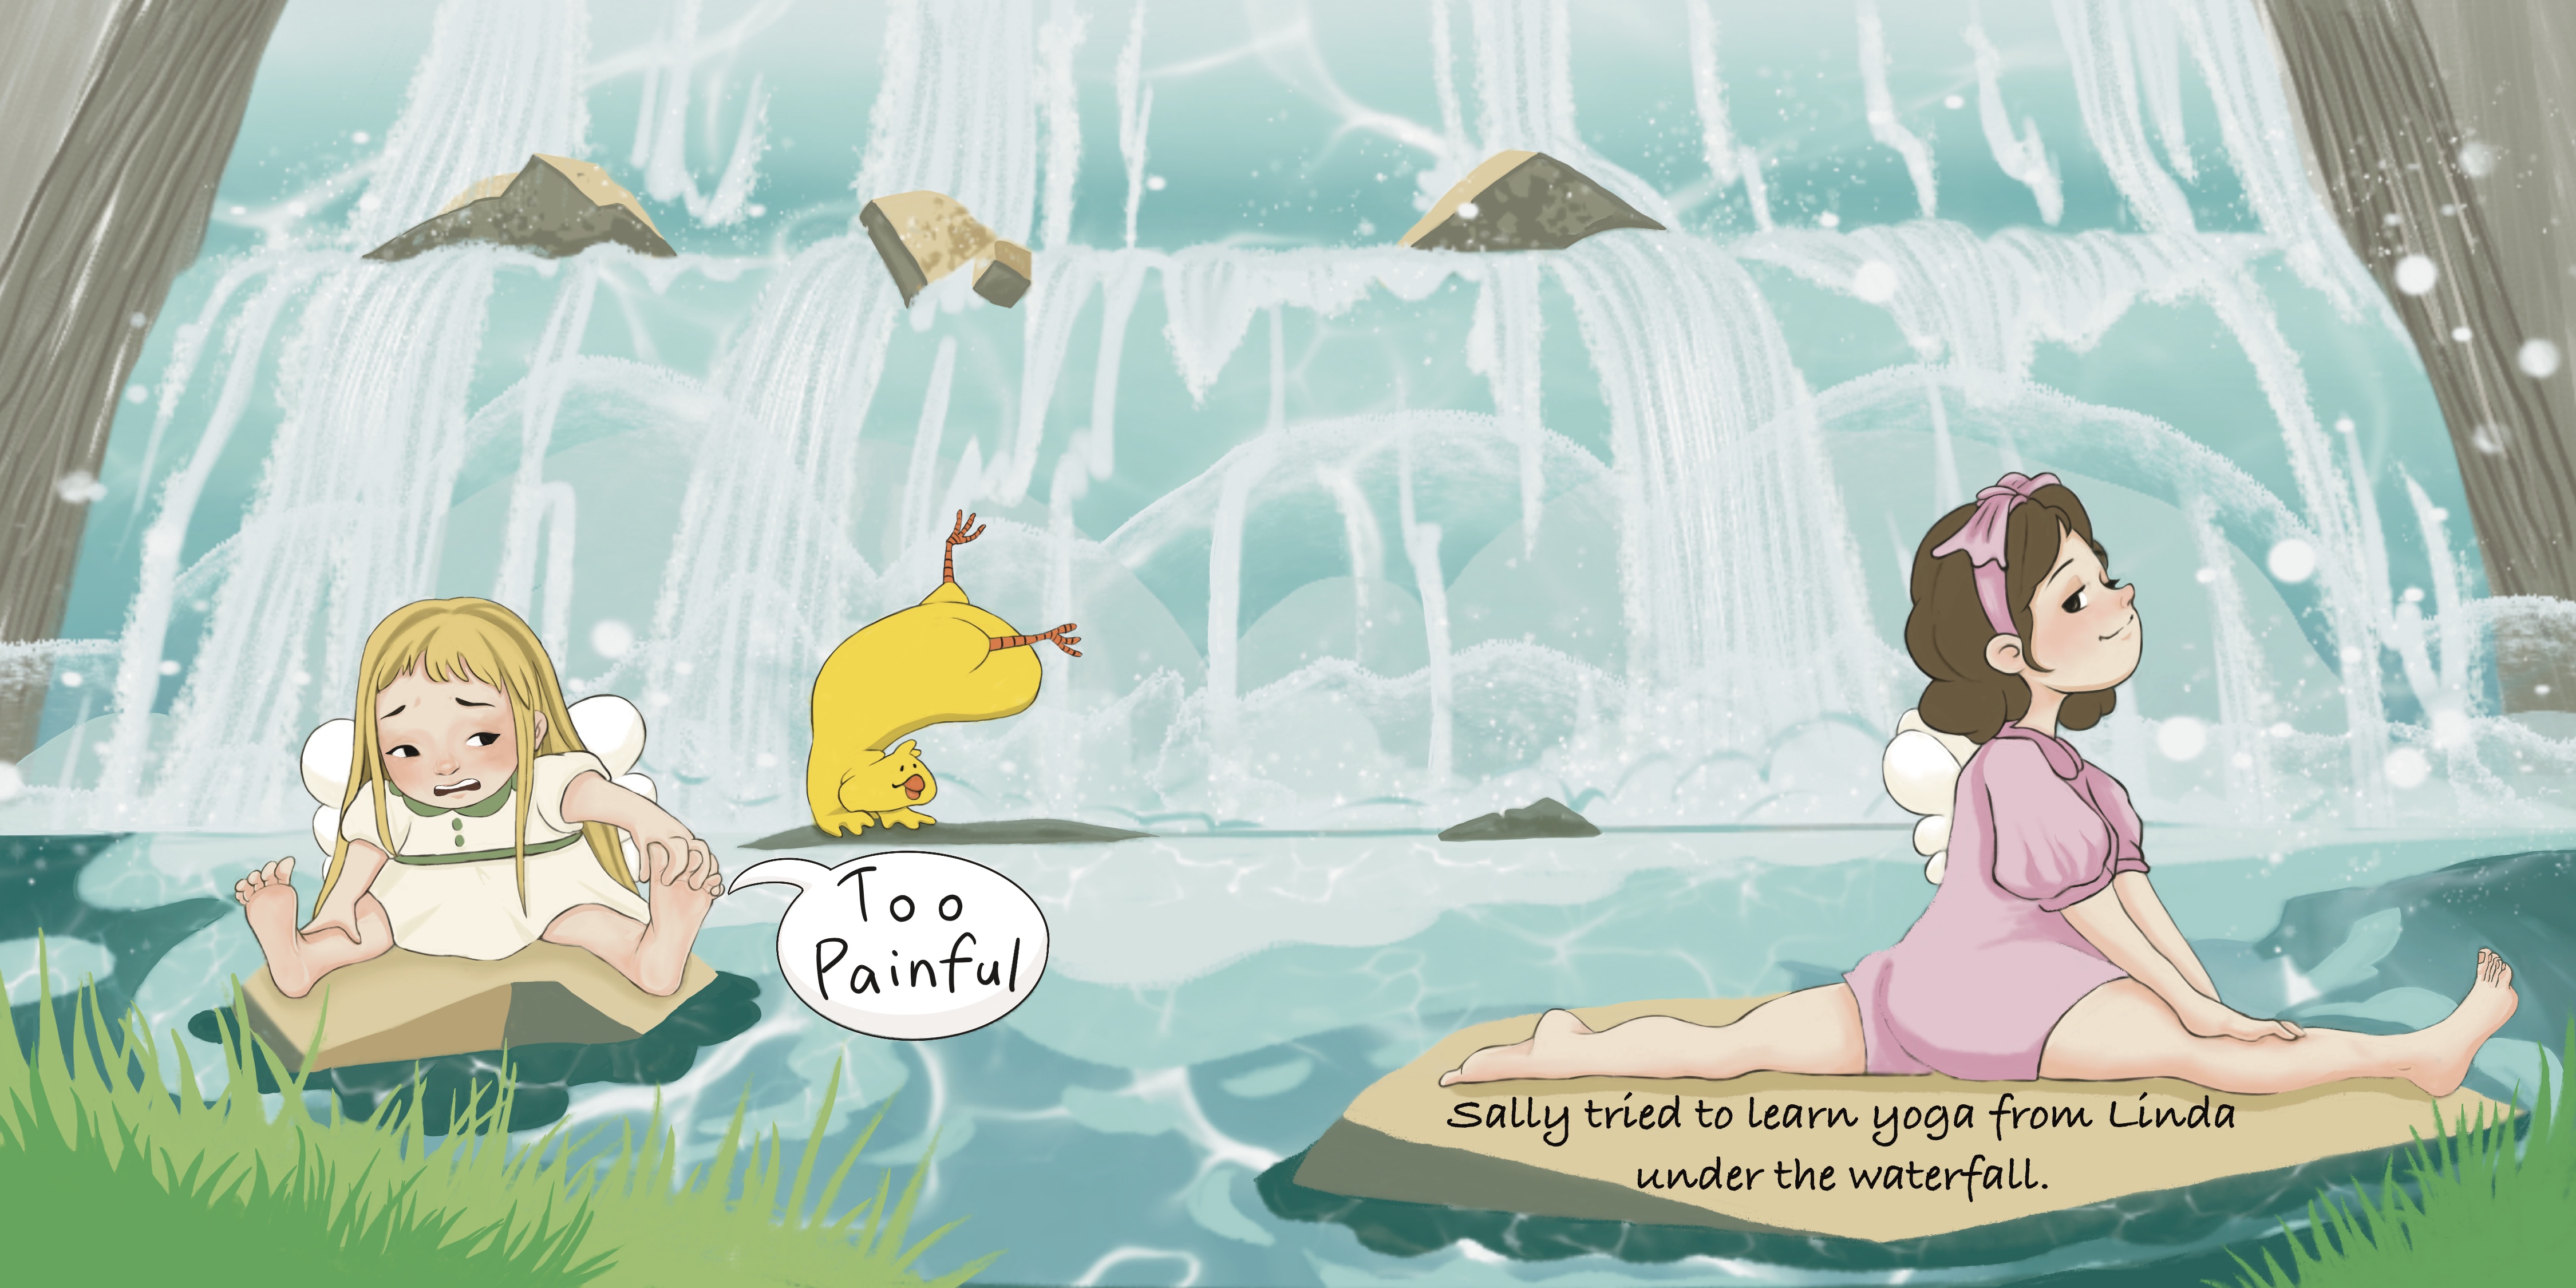 Too
Painful
Sally tried to learn yoga from Linda
under the waterfall.